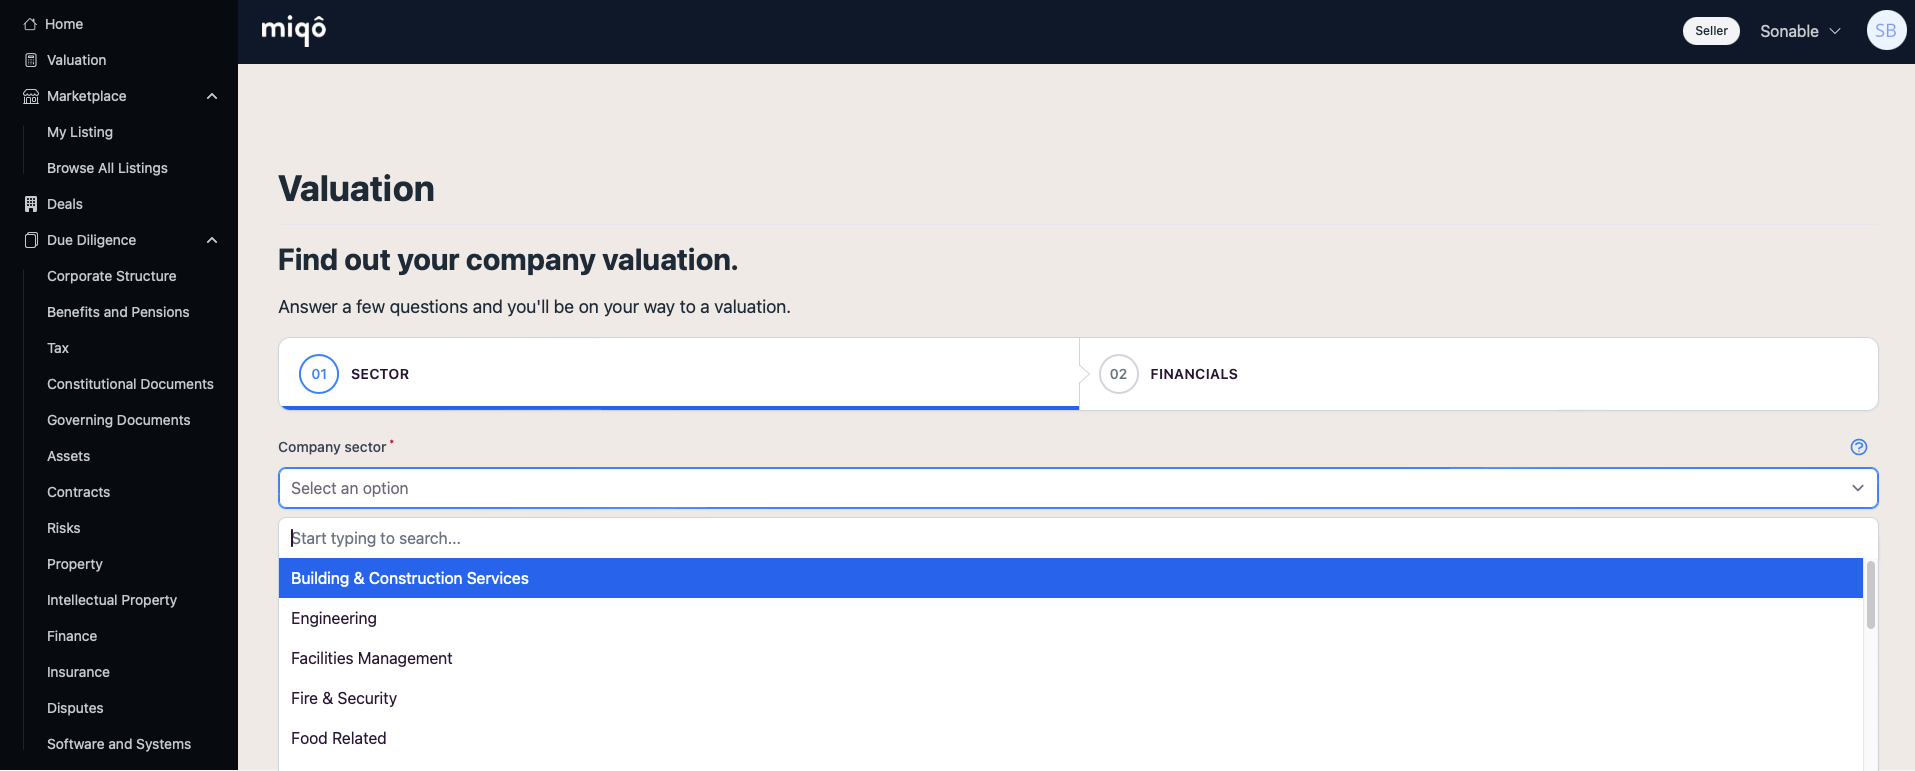 Home
Valuation
Marketplace
My Listing
Browse All Listings
Deals
Due Diligence
Corporate Structure
Benefits and Pensions
Tax
Constitutional Documents
Governing Documents
Assets
Contracts
Risks
Property
Intellectual Property
Finance
Insurance
Disputes
Software and Systems
miqô
Seller
Sonable
SB
Valuation
Find out your company valuation.
Answer a few questions and you'll be on your way to a valuation.
01 SECTOR
02 FINANCIALS
Company sector *
Select an option
Start typing to search...
Building & Construction Services
Engineering
Facilities Management
Fire & Security
Food Related